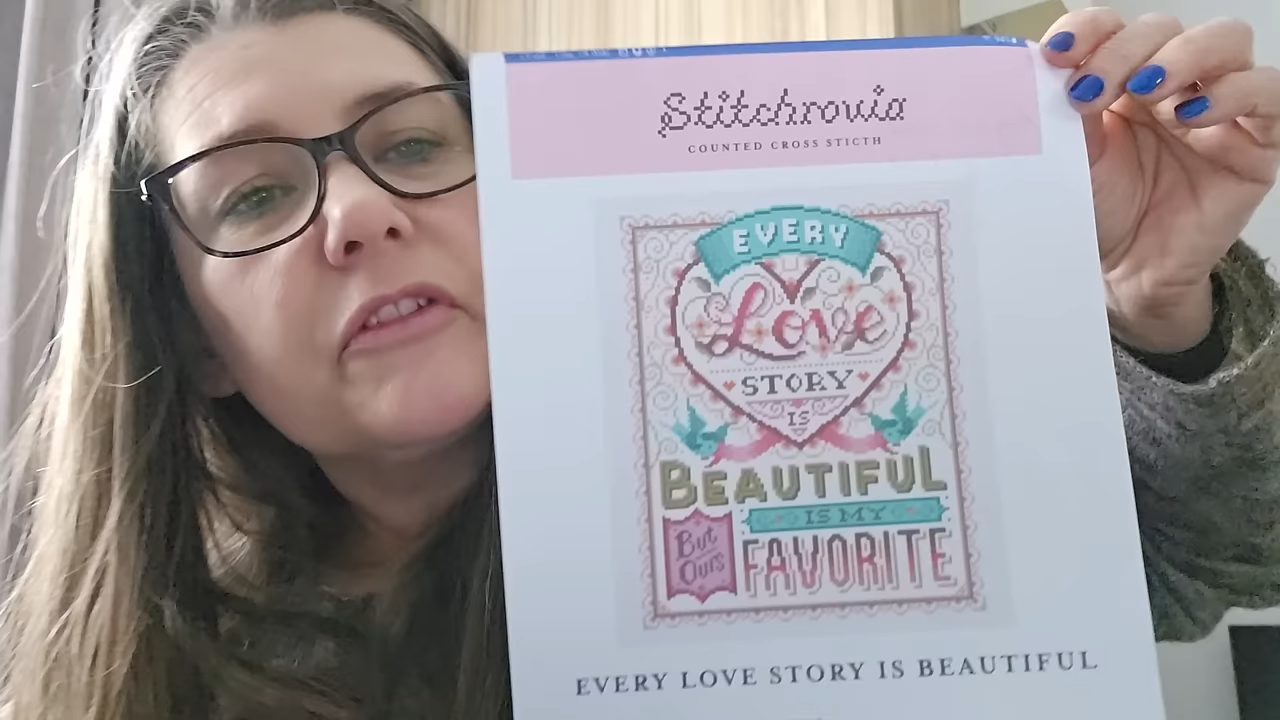 Stitchrovia
COUNTED CROSS STICTH
EVERY
Love
STORY
IS
BEAUTIFUL
But
Ours
IS MY
FAVORITE
EVERY LOVE STORY IS BEAUTIFUL